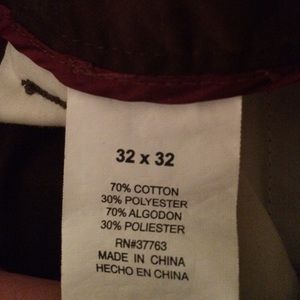 32 x 32
70% COTTON
30% POLYESTER
70% ALGODON
30% POLIESTER
RN#37763
MADE IN CHINA
HECHO EN CHINA